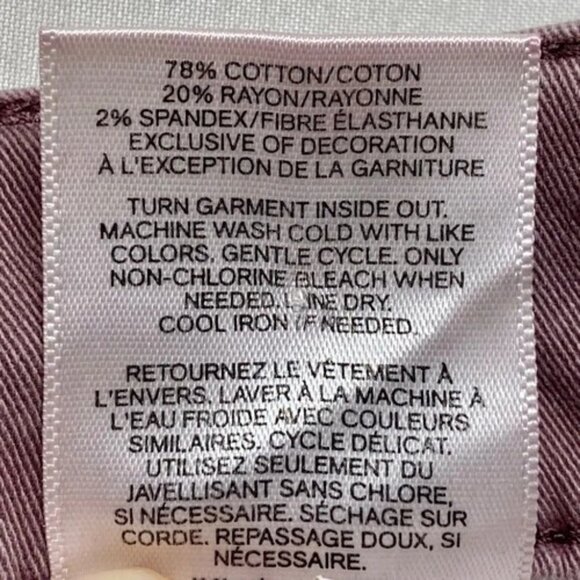 78% COTTON/COTON
20% RAYON/RAYONNE
2% SPANDEX/FIBRE ÉLASTHANNE
EXCLUSIVE OF DECORATION
À L'EXCEPTION DE LA GARNITURE
TURN GARMENT INSIDE OUT.
MACHINE WASH COLD WITH LIKE
COLORS. GENTLE CYCLE. ONLY
NON-CHLORINE BLEACH WHEN
NEEDED. LINE DRY.
COOL IRON IF NEEDED.
RETOURNEZ LE VÊTEMENT À
L'ENVERS. LAVER À LA MACHINE À
L'EAU FROIDE AVEC COULEURS
SIMILAIRES. CYCLE DÉLICAT.
UTILISEZ SEULEMENT DU
JAVELLISANT SANS CHLORE,
SI NÉCESSAIRE. SÉCHAGE SUR
CORDE. REPASSAGE DOUX, SI
NÉCESSAIRE.